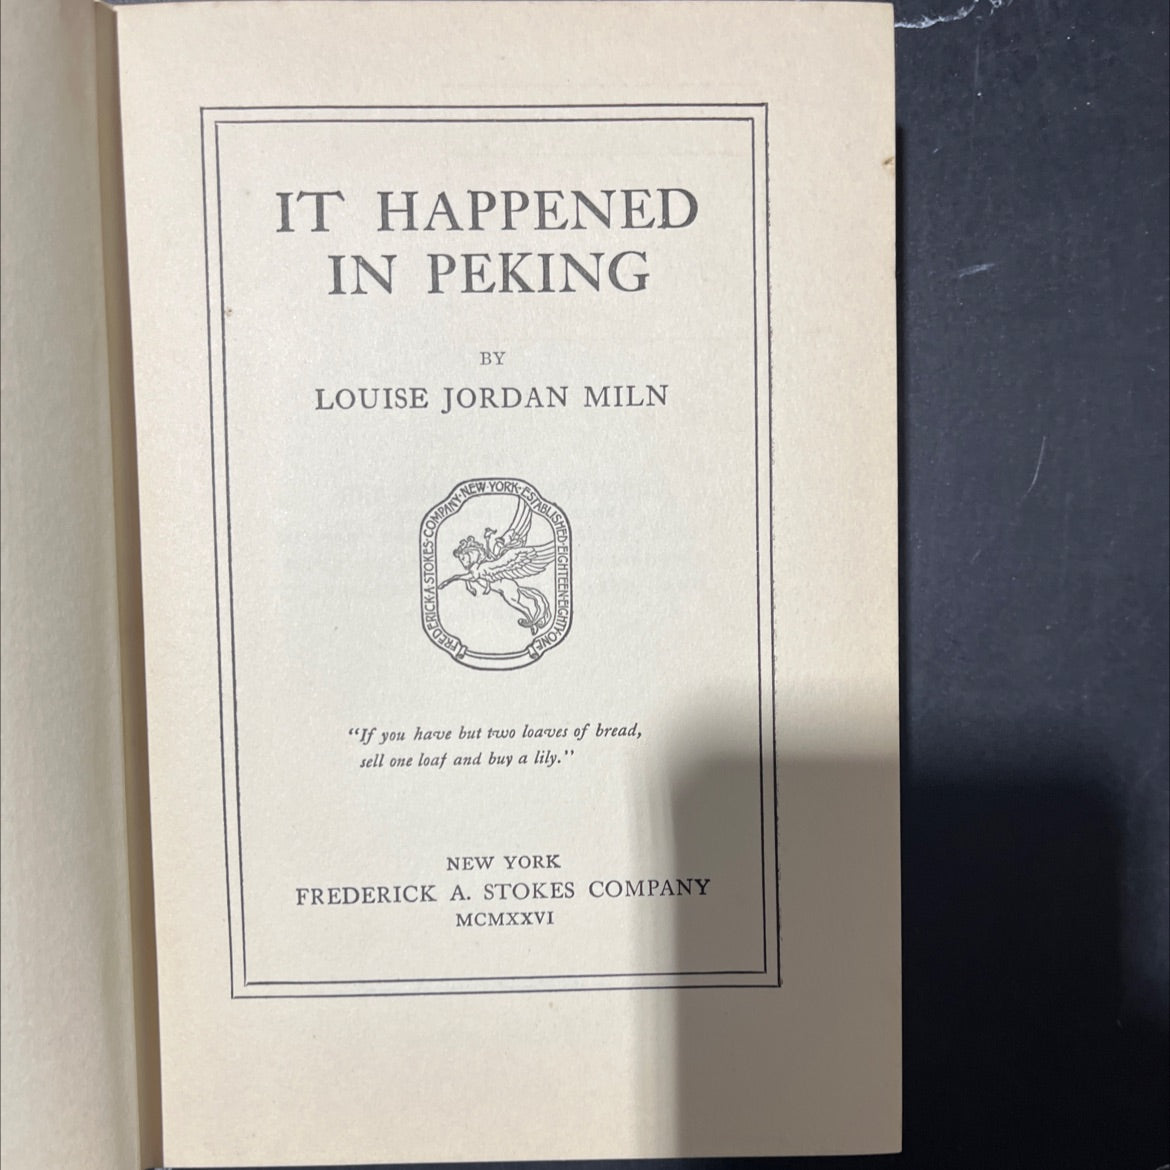 IT HAPPENED
IN PEKING
BY
LOUISE JORDAN MILN
FREDERICK·A·STOKES·COMPANY·NEW·YORK·ESTABLISHED·EIGHTEEN·EIGHTY·ONE
“If you have but two loaves of bread,
sell one loaf and buy a lily.”
NEW YORK
FREDERICK A. STOKES COMPANY
MCMXXVI